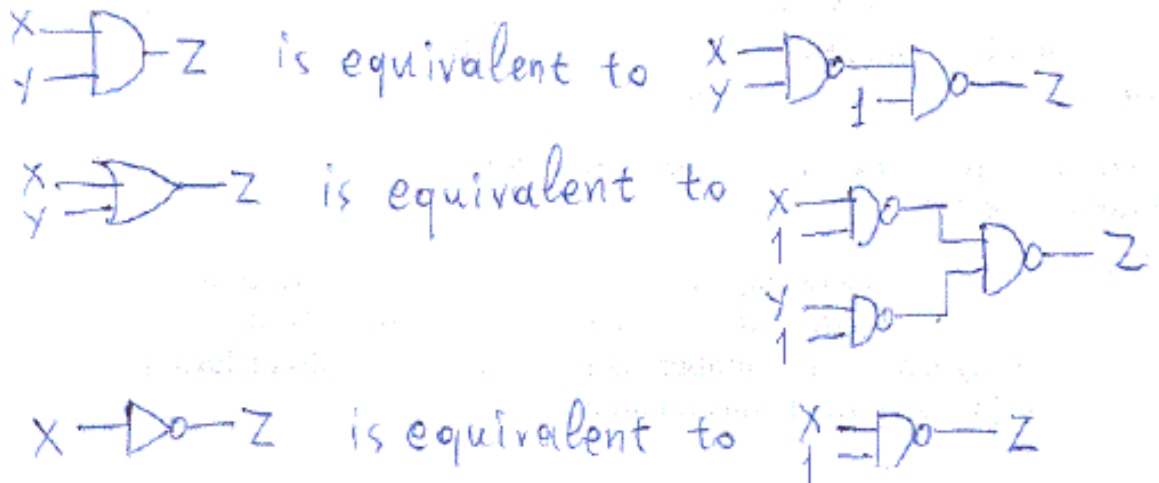 X
Y Z is equivalent to X
Y 1 Z
X
Y Z is equivalent to X
1
Y
1 Z
X Z is equivalent to X
1 Z